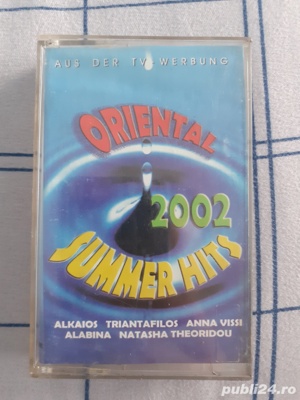 AUS DER TV-WERBUNG
ORIENTAL
2002
SUMMER HITS
ALKAIOS TRIANTAFILOS ANNA VISSI
ALABINA NATASHA THEORIDOU
publi24.ro